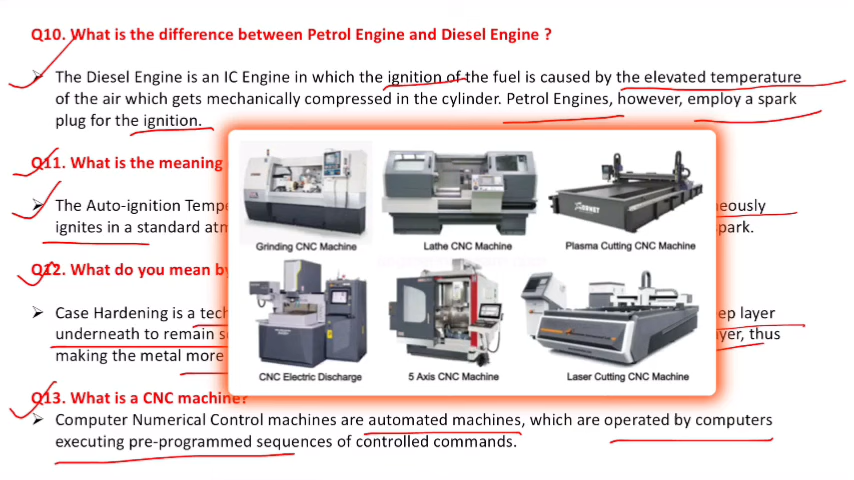 Q10. What is the difference between Petrol Engine and Diesel Engine ?
➢ The Diesel Engine is an IC Engine in which the ignition of the fuel is caused by the elevated temperature
of the air which gets mechanically compressed in the cylinder. Petrol Engines, however, employ a spark
plug for the ignition.
Q11. What is the meaning
➢ The Auto-ignition
ignites in a standard
spark.
Q12. What do you mean by
➢ Case Hardening is a
layer
underneath to remain
thus
making the metal more
Grinding CNC Machine
Lathe CNC Machine
Plasma Cutting CNC Machine
CNC Electric Discharge
5 Axis CNC Machine
Laser Cutting CNC Machine
Q13. What is a CNC machine?
➢ Computer Numerical Control machines are automated machines, which are operated by computers
executing pre-programmed sequences of controlled commands.